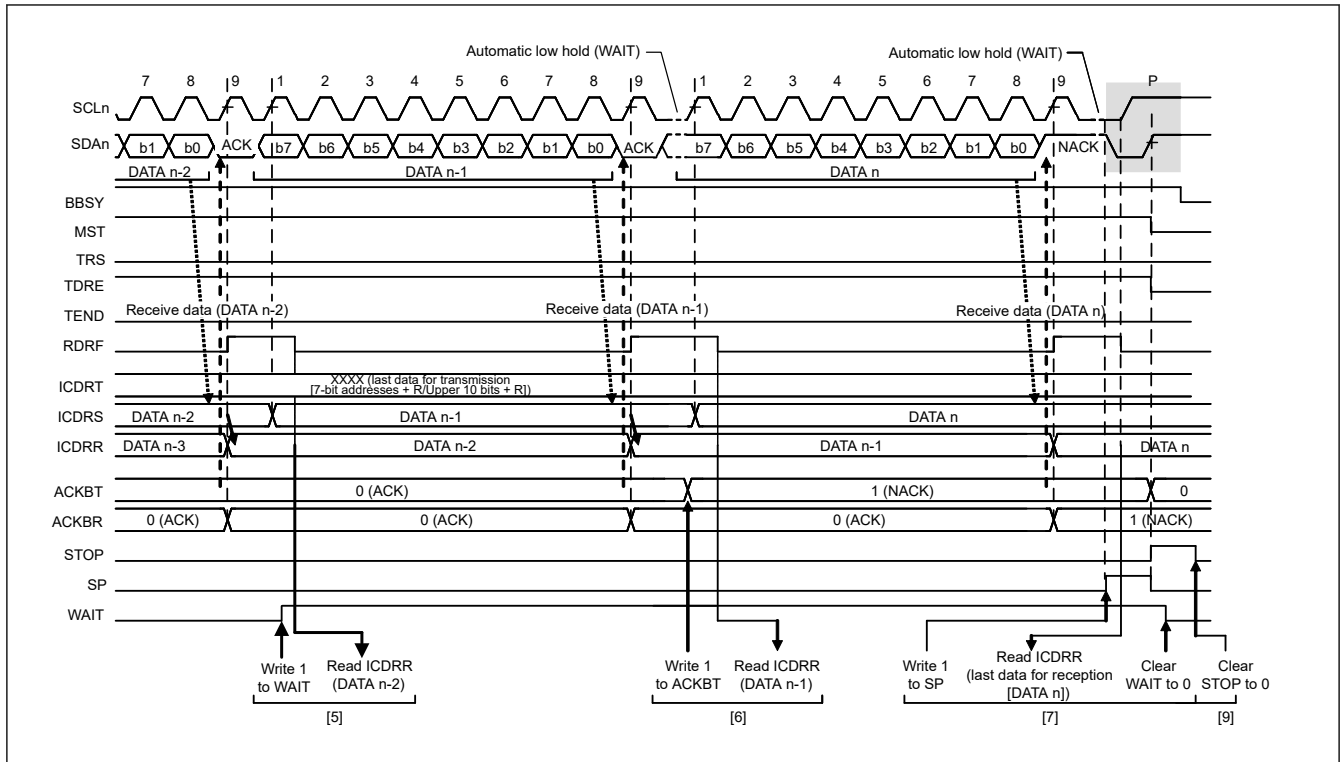 Automatic low hold (WAIT) Automatic low hold (WAIT)
7 8 9 1 2 3 4 5 6 7 8 9 1 2 3 4 5 6 7 8 9 P
SCLn
SDAn b1 b0 ACK b7 b6 b5 b4 b3 b2 b1 b0 ACK b7 b6 b5 b4 b3 b2 b1 b0 NACK
DATA n-2 DATA n-1 DATA n
BBSY
MST
TRS
TDRE
Receive data (DATA n-2) Receive data (DATA n-1) Receive data (DATA n)
TEND
RDRF
ICDRT XXXX (last data for transmission
[7-bit addresses + R/Upper 10 bits + R])
ICDRS DATA n-2 DATA n-1 DATA n
ICDRR DATA n-3 DATA n-2 DATA n-1 DATA n
ACKBT 0 (ACK) 1 (NACK) 0
ACKBR 0 (ACK) 0 (ACK) 0 (ACK) 1 (NACK)
STOP
SP
WAIT
Write 1
to WAIT
Read ICDRR
(DATA n-2)
Write 1
to ACKBT
Read ICDRR
(DATA n-1)
Write 1
to SP
Read ICDRR
(last data for reception
[DATA n])
Clear
WAIT to 0
Clear
STOP to 0
[5] [6] [7] [9]